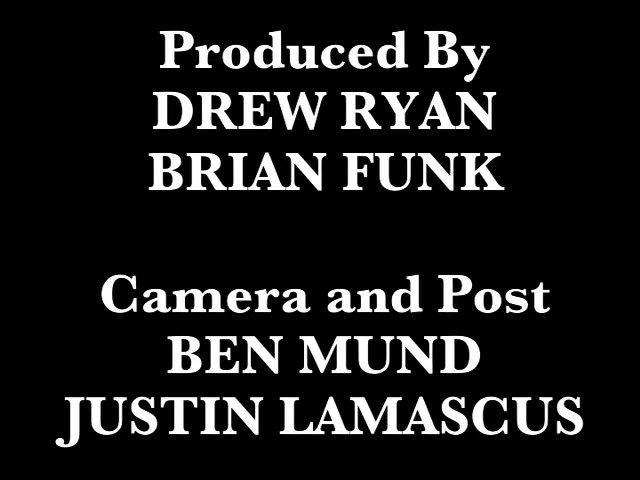 Produced By
DREW RYAN
BRIAN FUNK
Camera and Post
BEN MUND
JUSTIN LAMASCUS